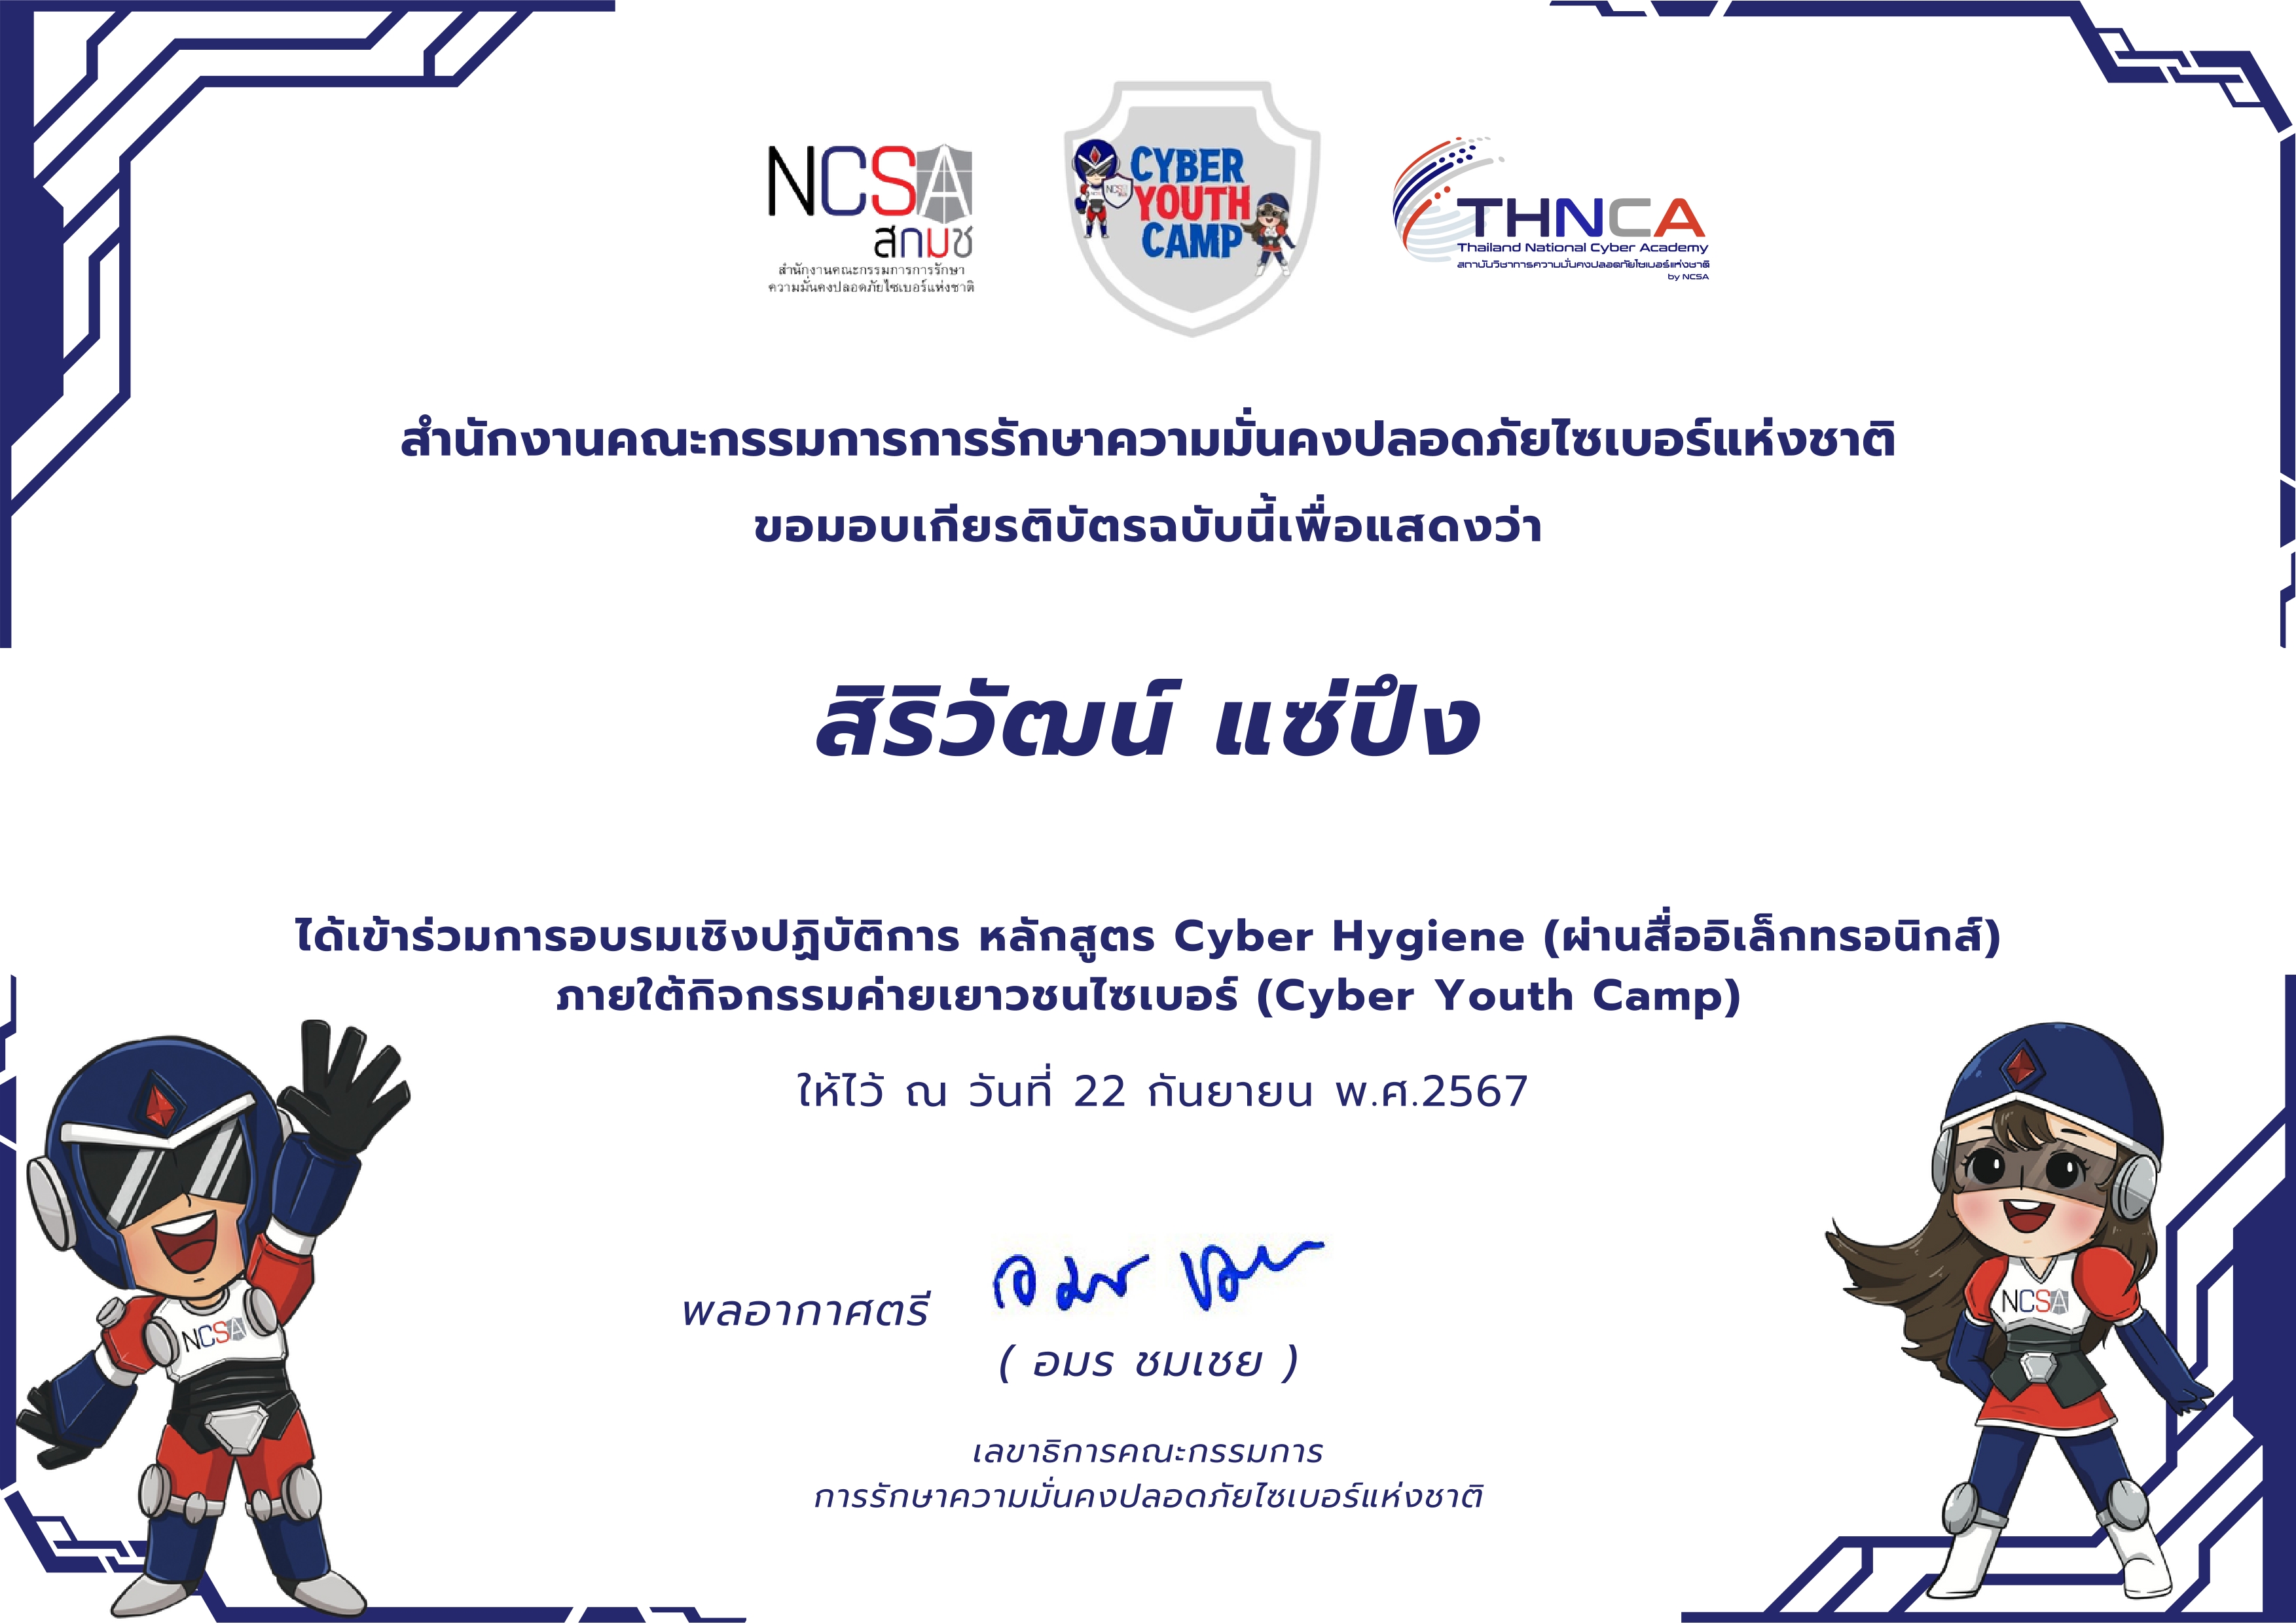 NCSA
สกมช
สำนักงานคณะกรรมการการรักษา
ความมั่นคงปลอดภัยไซเบอร์แห่งชาติ
CYBER
YOUTH
CAMP
NCSA
THNCA
Thailand National Cyber Academy
สถาบันวิชาการความมั่นคงปลอดภัยไซเบอร์แห่งชาติ
by NCSA
สำนักงานคณะกรรมการการรักษาความมั่นคงปลอดภัยไซเบอร์แห่งชาติ
ขอมอบเกียรติบัตรฉบับนี้เพื่อแสดงว่า
สิริวัฒน์ แซ่ปึง
ได้เข้าร่วมการอบรมเชิงปฏิบัติการ หลักสูตร Cyber Hygiene (ผ่านสื่ออิเล็กทรอนิกส์)
ภายใต้กิจกรรมค่ายเยาวชนไซเบอร์ (Cyber Youth Camp)
ให้ไว้ ณ วันที่ 22 กันยายน พ.ศ.2567
พลอากาศตรี อมร ชมเชย
( อมร ชมเชย )
เลขาธิการคณะกรรมการ
การรักษาความมั่นคงปลอดภัยไซเบอร์แห่งชาติ
NCSA
NCSA